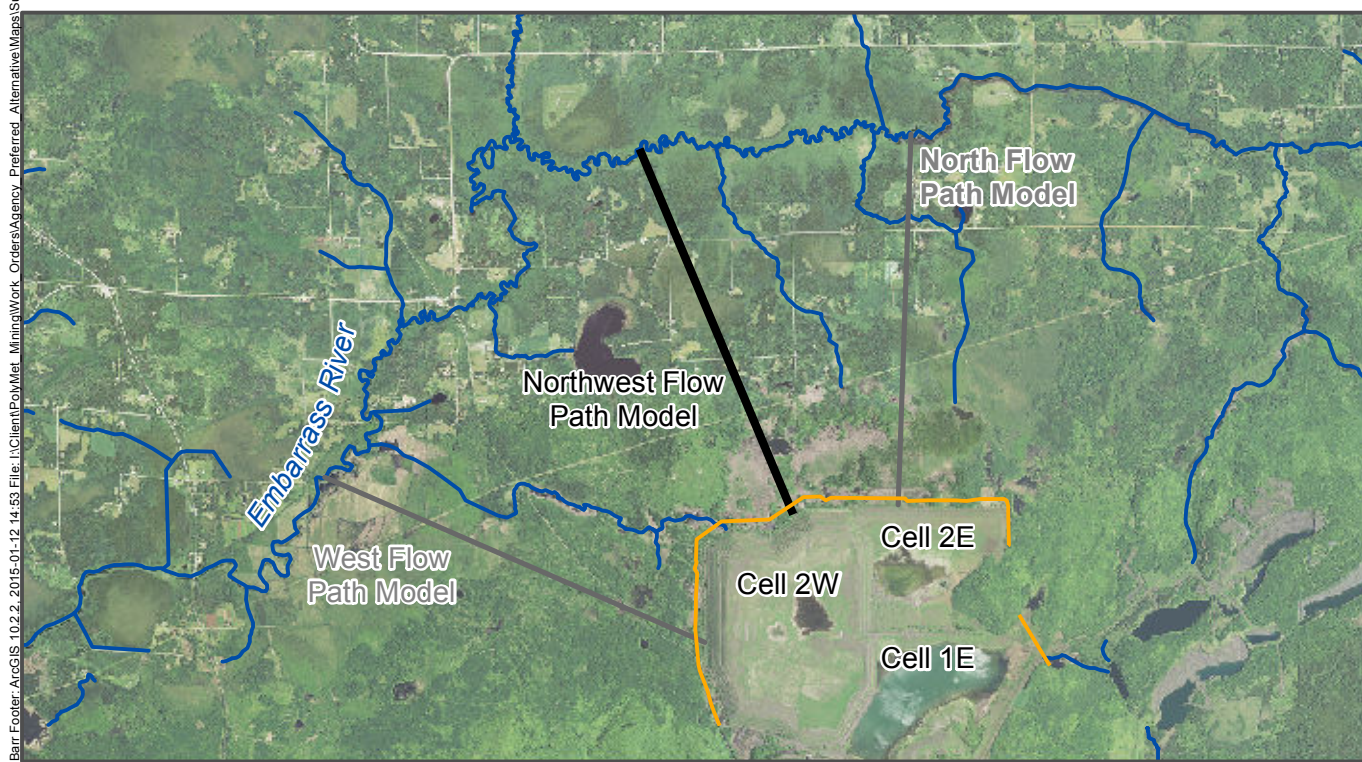 Barr Footer: ArcGIS 10.2.2, 2015-01-12 14:53 File: I:\Client\PolyMet_Mining\Work_Orders\Agency_Preferred_Alternative\Maps\S
North Flow
Path Model
Northwest Flow
Path Model
Embarrass River
West Flow
Path Model
Cell 2E
Cell 2W
Cell 1E